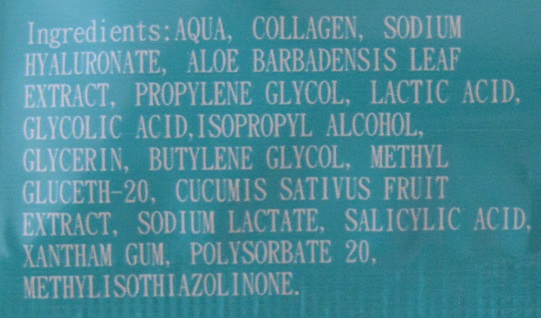 Ingredients:AQUA, COLLAGEN, SODIUM
HYALURONATE, ALOE BARBADENSIS LEAF
EXTRACT, PROPYLENE GLYCOL, LACTIC ACID,
GLYCOLIC ACID,ISOPROPYL ALCOHOL,
GLYCERIN, BUTYLENE GLYCOL, METHYL
GLUCETH-20, CUCUMIS SATIVUS FRUIT
EXTRACT, SODIUM LACTATE, SALICYLIC ACID,
XANTHAM GUM, POLYSORBATE 20,
METHYLISOTHIAZOLINONE.